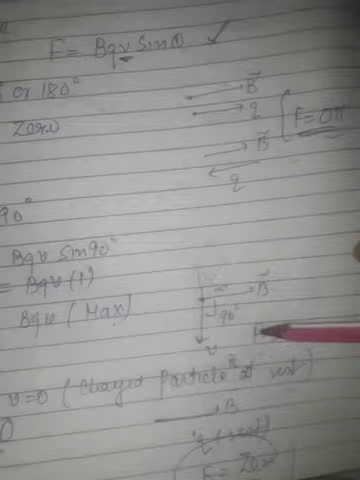 F = Bqv Sinθ ✓
or 180°
B⃗
Zero
q
F = 0
B⃗
q
90°
Bqv Sin90°
= Bqv (1)
B⃗
90°
Bqv (Max)
v
v=0 (Charged Particle at rest)
B
q (rest)
F = Zero